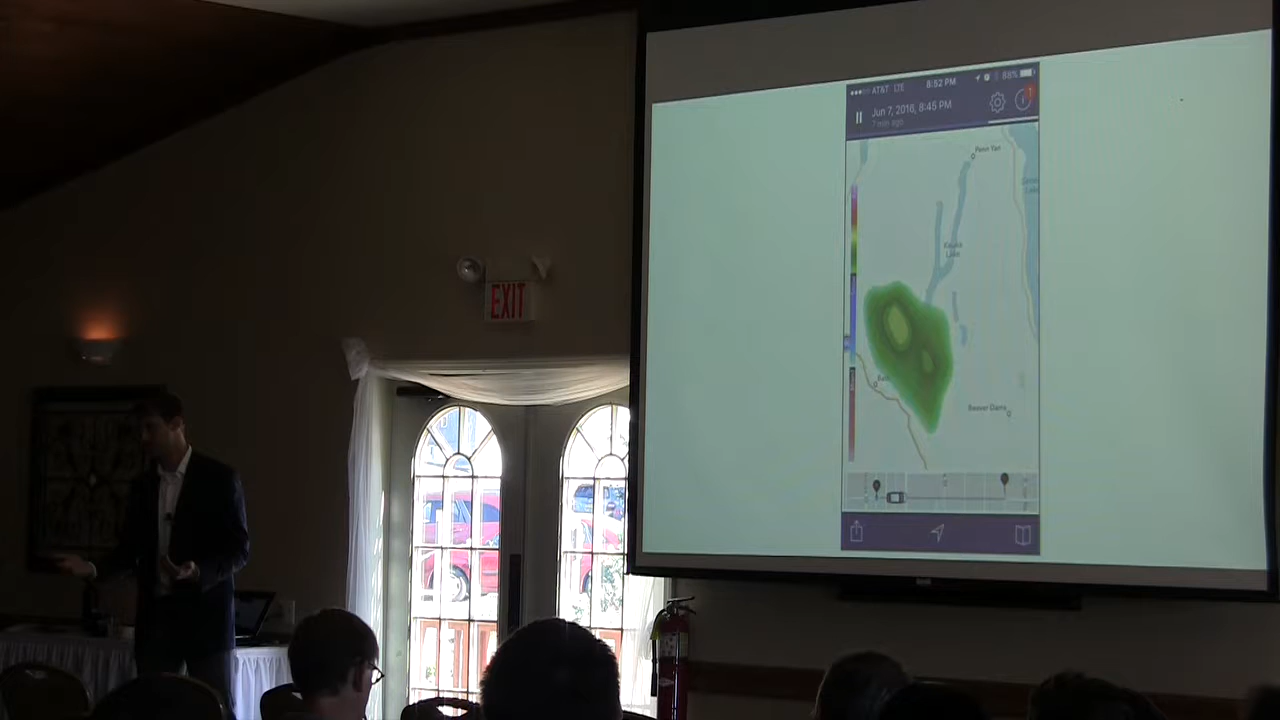 EXIT
AT&T LTE
8:52 PM
88%
Jun 7, 2016, 8:45 PM
7 min ago
Penn Yan
Keuka
Lake
Beaver Dams